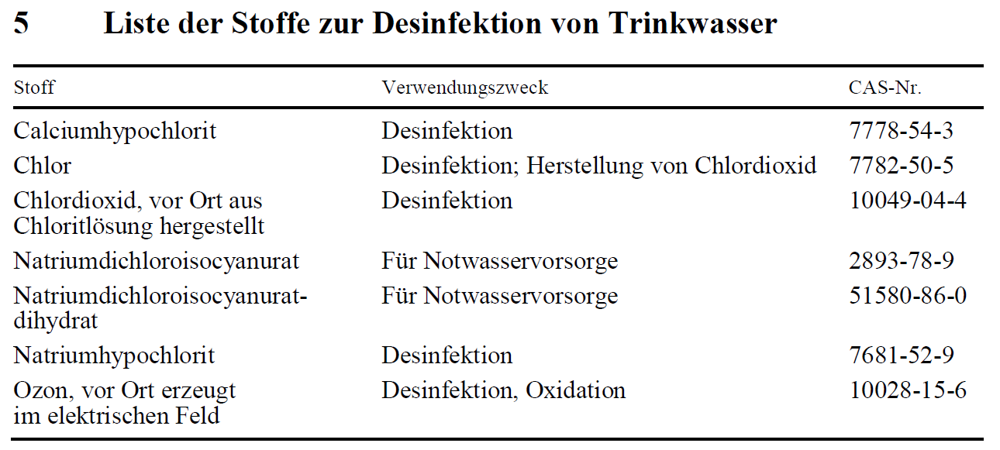 5 Liste der Stoffe zur Desinfektion von Trinkwasser
Stoff Verwendungszweck CAS-Nr.
Calciumhypochlorit Desinfektion 7778-54-3
Chlor Desinfektion; Herstellung von Chlordioxid 7782-50-5
Chlordioxid, vor Ort aus Desinfektion 10049-04-4
Chloritlösung hergestellt
Natriumdichloroisocyanurat Für Notwasservorsorge 2893-78-9
Natriumdichloroisocyanurat- Für Notwasservorsorge 51580-86-0
dihydrat
Natriumhypochlorit Desinfektion 7681-52-9
Ozon, vor Ort erzeugt Desinfektion, Oxidation 10028-15-6
im elektrischen Feld